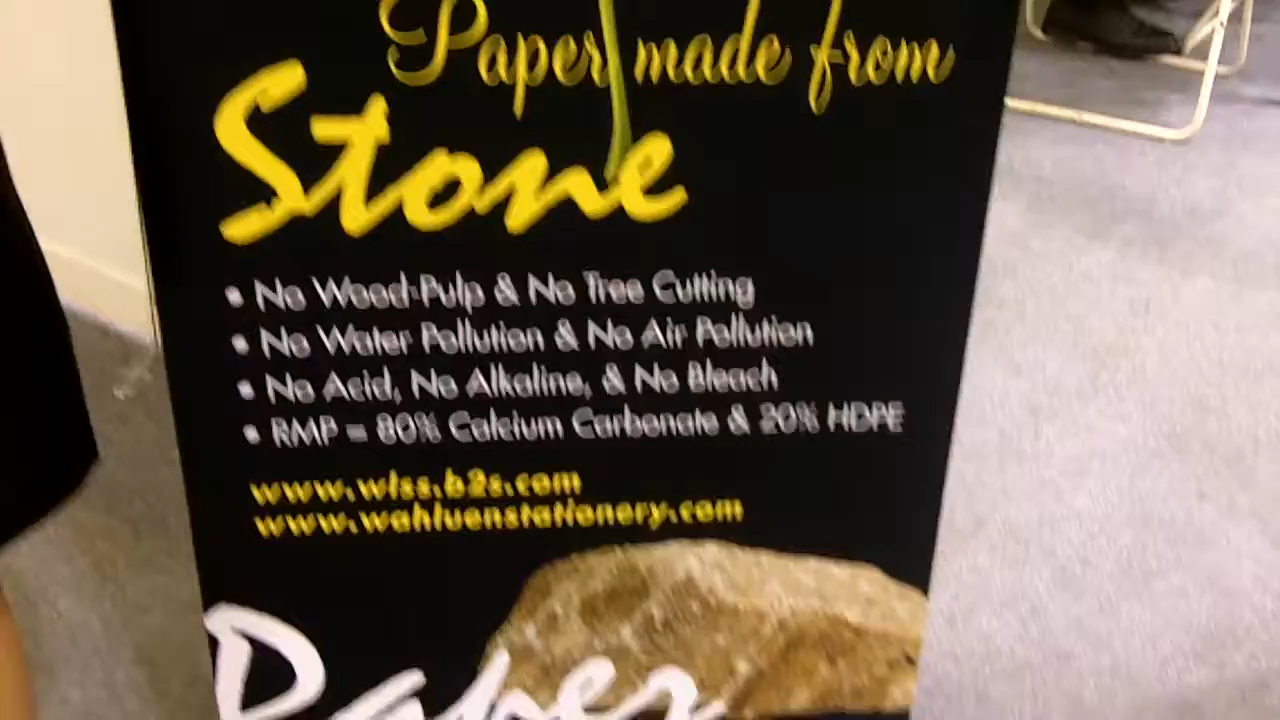 Paper made from
Stone
• No Wood-Pulp & No Tree Cutting
• No Water Pollution & No Air Pollution
• No Acid, No Alkaline, & No Bleach
• RMP = 80% Calcium Carbonate & 20% HDPE
www.wlss.b2s.com
www.wahluenstationery.com
Paper